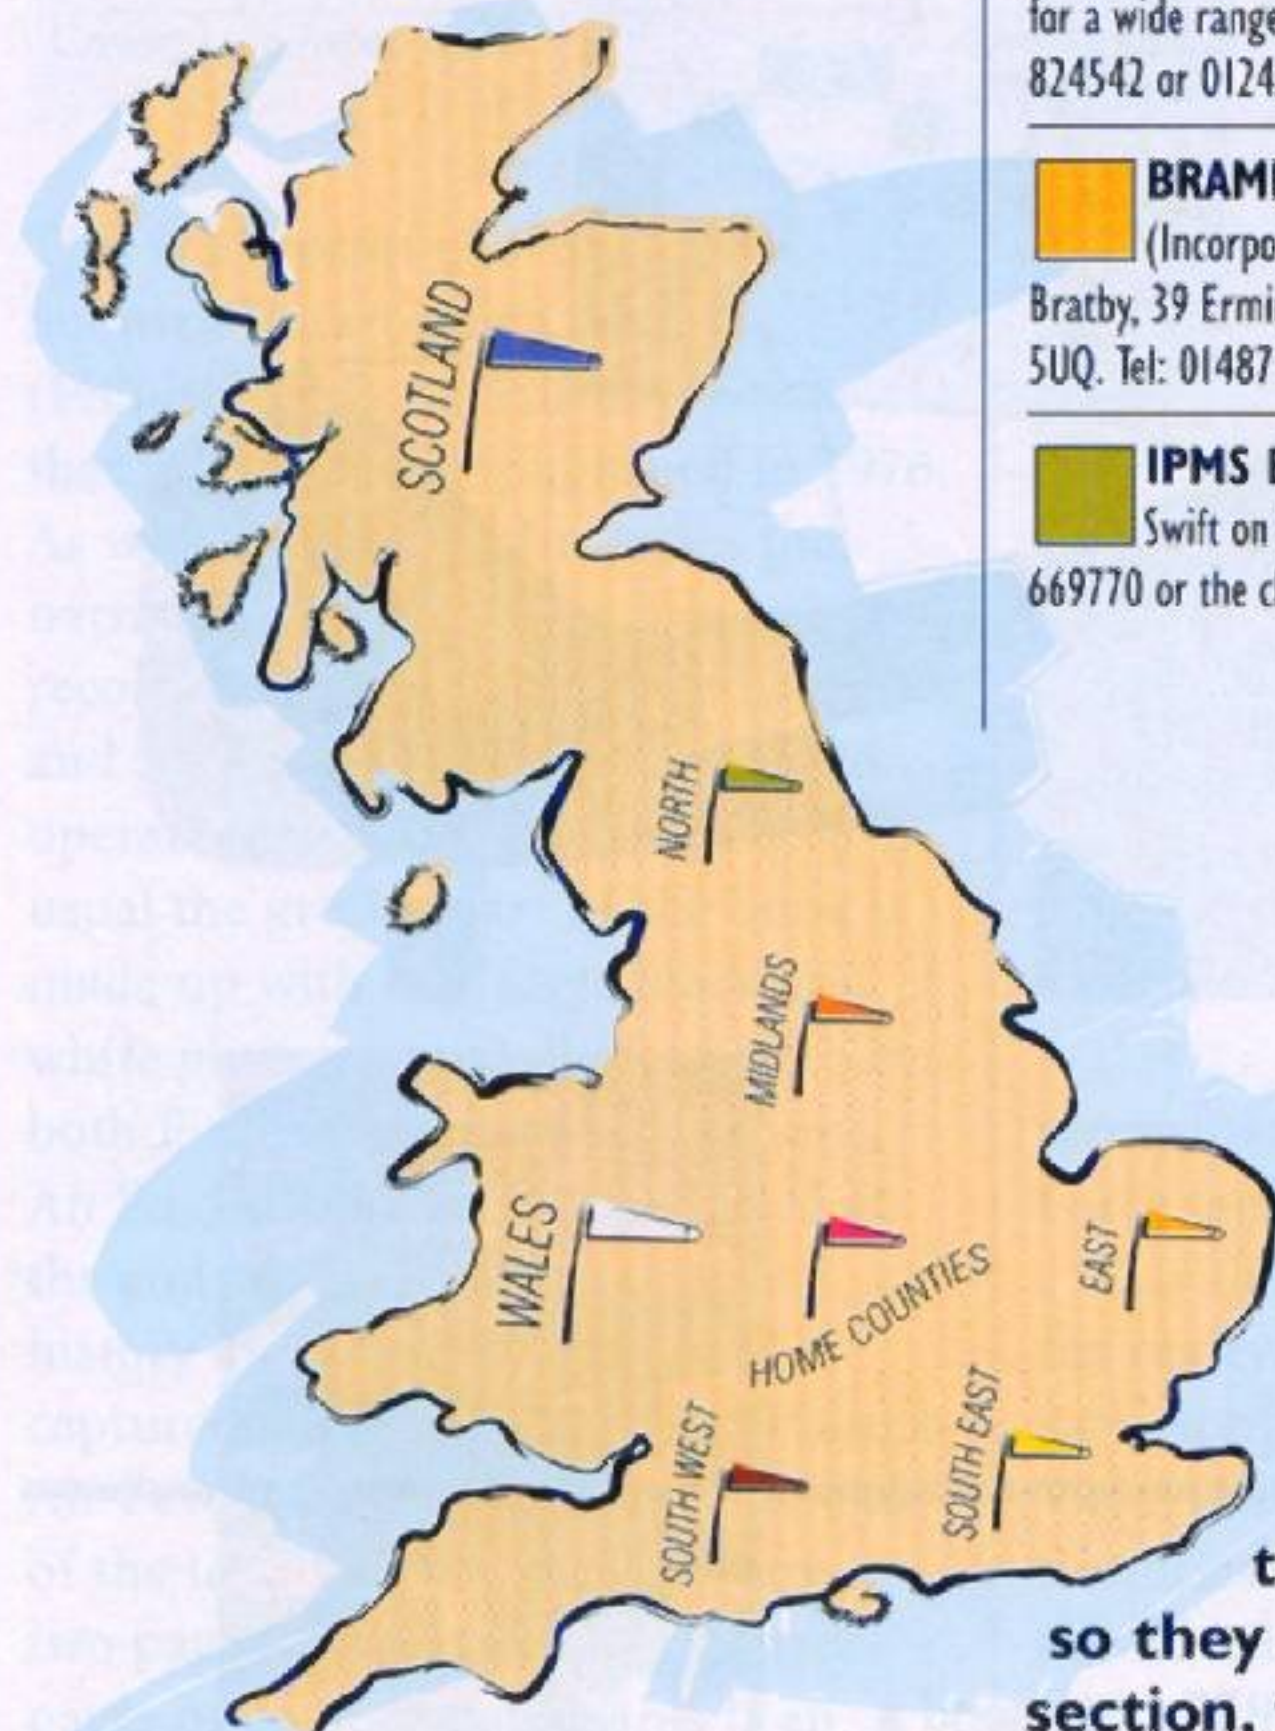 for a wide range
824542 or 0124
(Incorpo
Bratby, 39 Ermi
5UQ. Tel: 01487
IPMS
Swift on
669770 or the c
SCOTLAND
NORTH
MIDLANDS
WALES
HOME COUNTIES
EAST
SOUTH WEST
SOUTH EAST
so they
section.